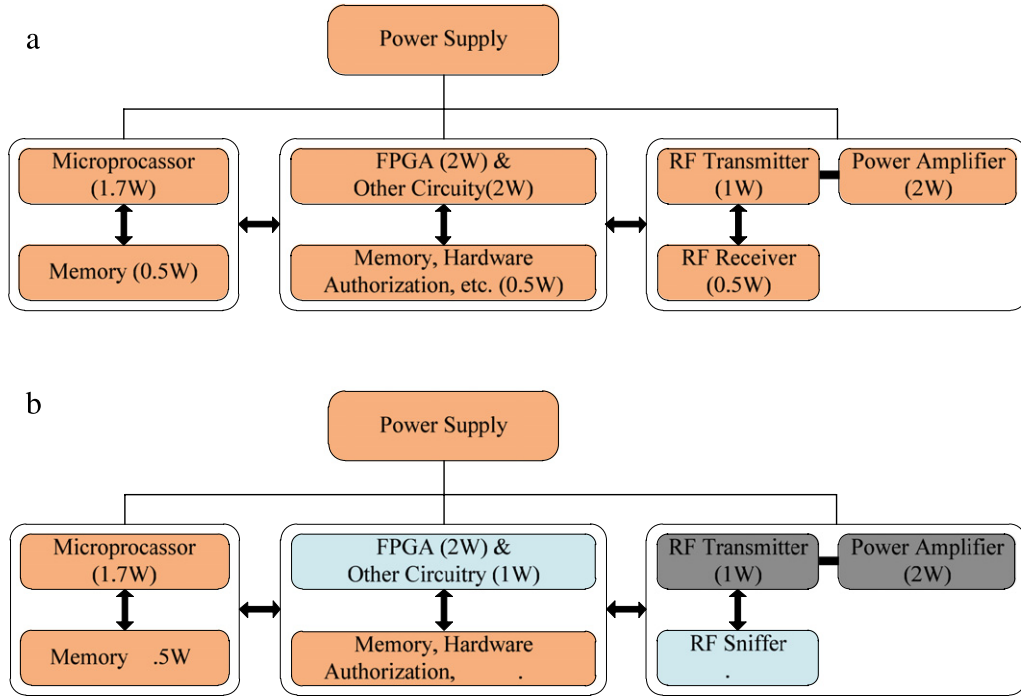 a
Power Supply
Microprocassor
(1.7W)
Memory (0.5W)
FPGA (2W) &
Other Circuity(2W)
Memory, Hardware
Authorization, etc. (0.5W)
RF Transmitter
(1W)
Power Amplifier
(2W)
RF Receiver
(0.5W)
b
Power Supply
Microprocassor
(1.7W)
Memory .5W
FPGA (2W) &
Other Circuitry (1W)
Memory, Hardware
Authorization, .
RF Transmitter
(1W)
Power Amplifier
(2W)
RF Sniffer
.